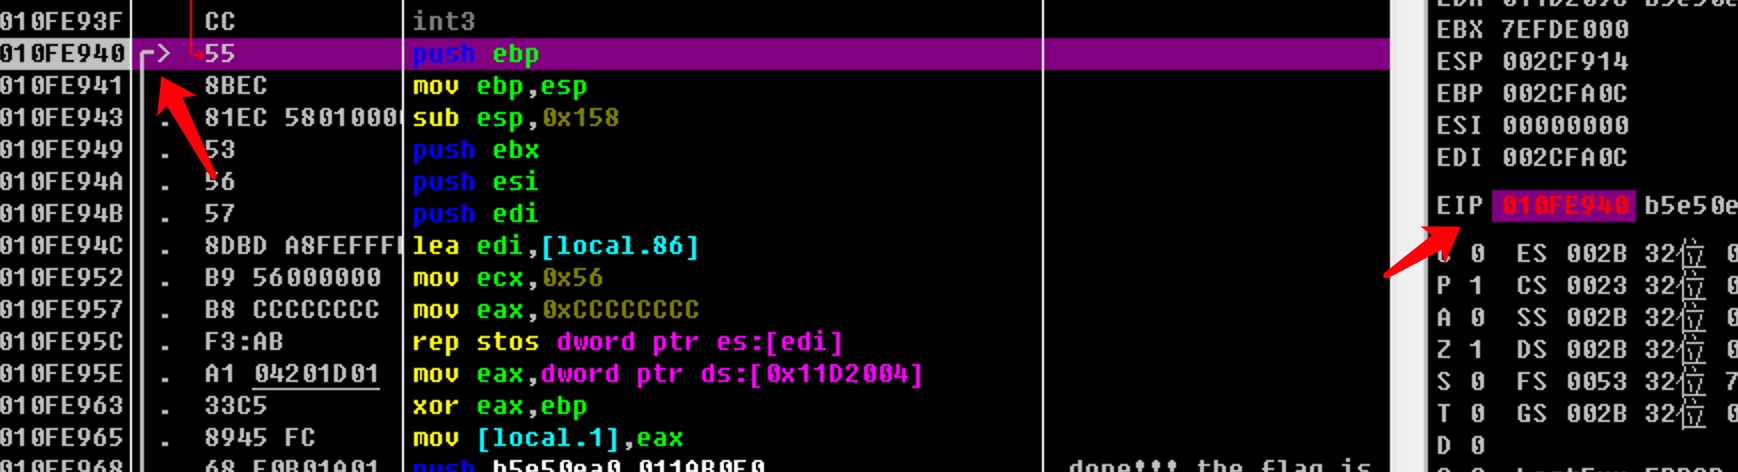 010FE93F CC int3
010FE940 > 55 push ebp
010FE941 8BEC mov ebp,esp
010FE943 . 81EC 5801000 sub esp,0x158
010FE949 . 53 push ebx
010FE94A . 56 push esi
010FE94B . 57 push edi
010FE94C . 8DBD A8FEFFF lea edi,[local.86]
010FE952 . B9 56000000 mov ecx,0x56
010FE957 . B8 CCCCCCCC mov eax,0xCCCCCCCC
010FE95C . F3:AB rep stos dword ptr es:[edi]
010FE95E . A1 04201D01 mov eax,dword ptr ds:[0x11D2004]
010FE963 . 33C5 xor eax,ebp
010FE965 . 8945 FC mov [local.1],eax
010FE968 . push b5e50ea0.011AB0E0 done!!! the flag is
EBX 7EFDE000
ESP 002CF914
EBP 002CFA0C
ESI 00000000
EDI 002CFA0C
EIP 010FE940 b5e50e
0 ES 002B 32位 0
P 1 CS 0023 32位 0
A 0 SS 002B 32位 0
Z 1 DS 002B 32位 0
S 0 FS 0053 32位 7
T 0 GS 002B 32位 0
D 0